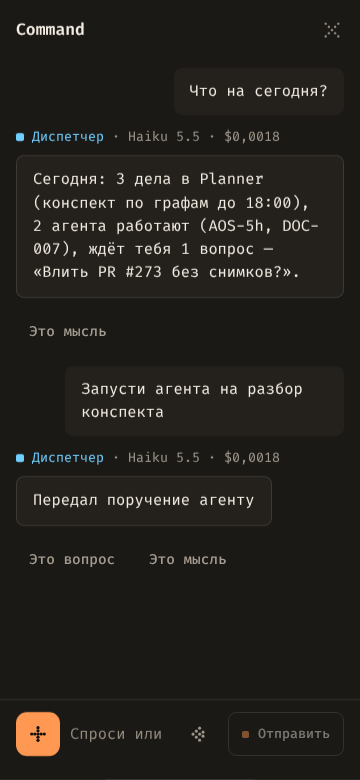 Command
Что на сегодня?
Диспетчер · Haiku 5.5 · $0,0018
Сегодня: 3 дела в Planner
(конспект по графам до 18:00),
2 агента работают (AOS-5h, DOC-
007), ждёт тебя 1 вопрос —
«Влить PR #273 без снимков?».
Это мысль
Запусти агента на разбор
конспекта
Диспетчер · Haiku 5.5 · $0,0018
Передал поручение агенту
Это вопрос Это мысль
Спроси или Отправить